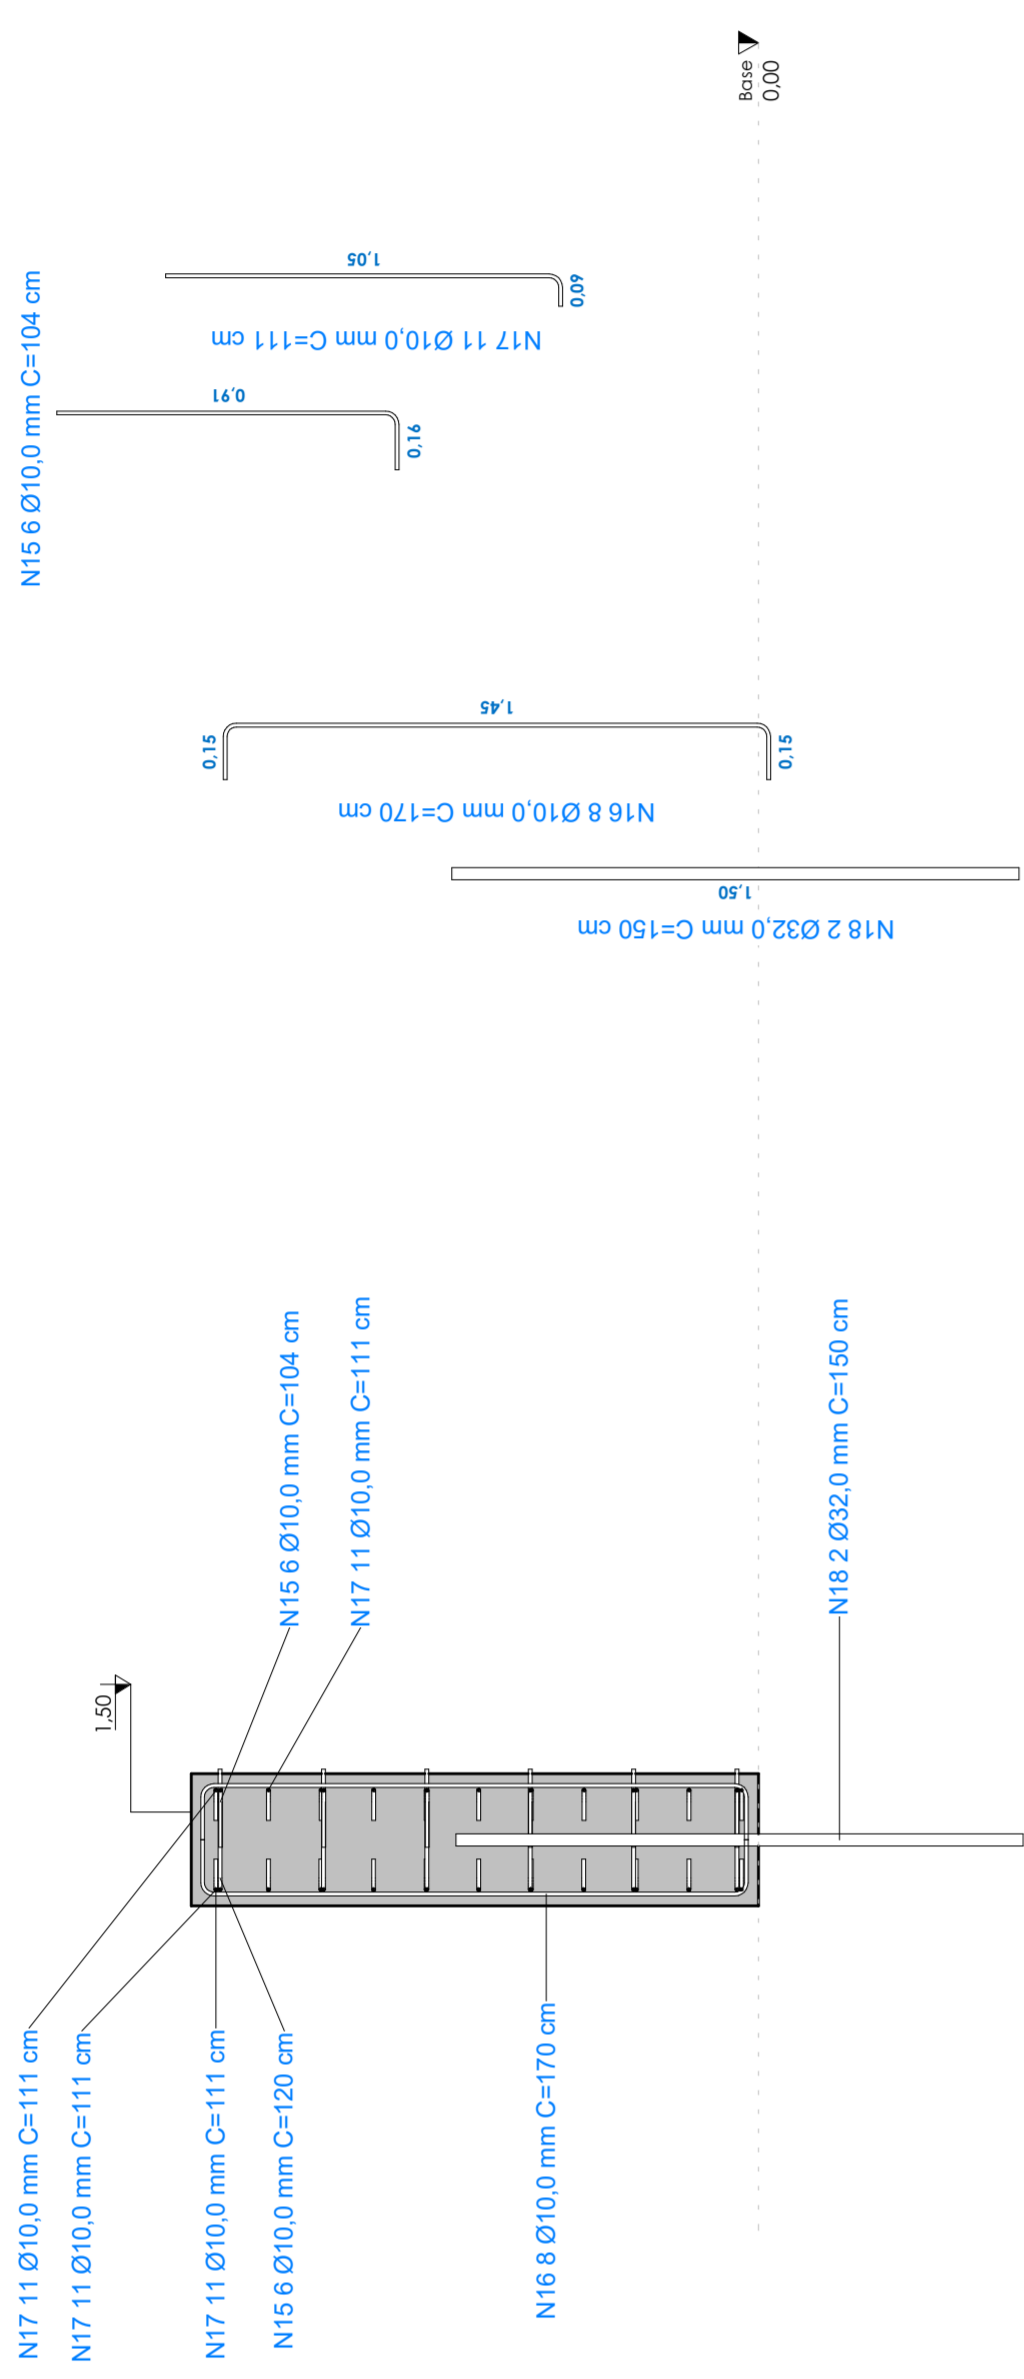 Base
0,00
1,05
0,09
N17 11 Ø10,0 mm C=111 cm
N15 6 Ø10,0 mm C=104 cm
0,91
0,16
1,45
0,15
0,15
N16 8 Ø10,0 mm C=170 cm
1,50
N18 2 Ø32,0 mm C=150 cm
N15 6 Ø10,0 mm C=104 cm
N17 11 Ø10,0 mm C=111 cm
N18 2 Ø32,0 mm C=150 cm
1,50
N17 11 Ø10,0 mm C=111 cm
N17 11 Ø10,0 mm C=111 cm
N17 11 Ø10,0 mm C=111 cm
N15 6 Ø10,0 mm C=120 cm
N16 8 Ø10,0 mm C=170 cm